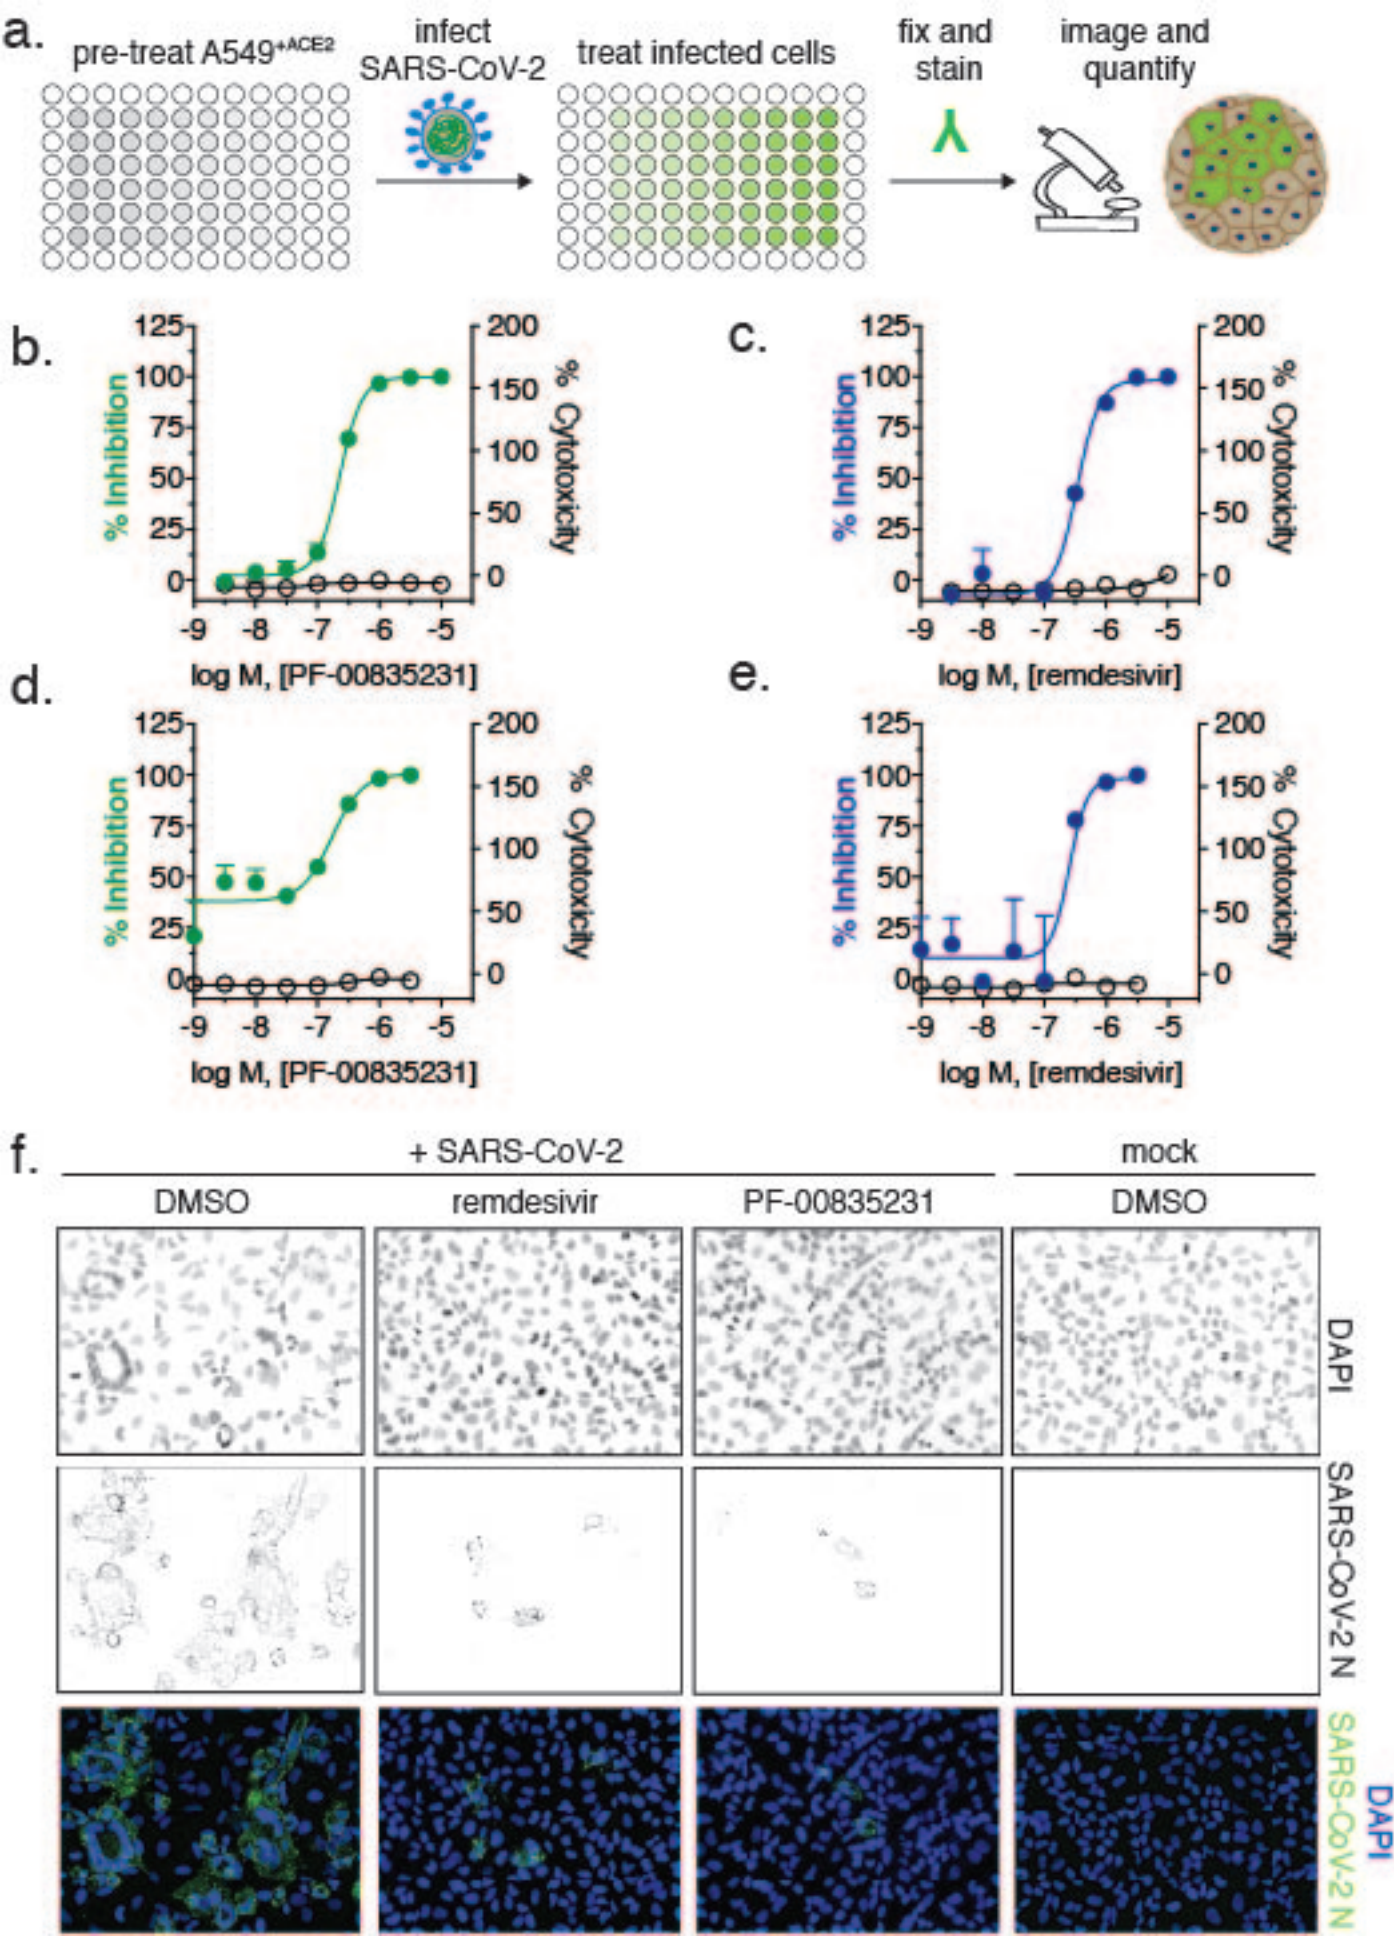 a.
pre-treat A549+ACE2
infect
SARS-CoV-2
treat infected cells
fix and
stain
image and
quantify
b.
125
100
75
50
25
0
% Inhibition
200
150
100
50
0
% Cytotoxicity
-9 -8 -7 -6 -5
log M, [PF-00835231]
c.
125
100
75
50
25
0
% Inhibition
200
150
100
50
0
% Cytotoxicity
-9 -8 -7 -6 -5
log M, [remdesivir]
d.
125
100
75
50
25
0
% Inhibition
200
150
100
50
0
% Cytotoxicity
-9 -8 -7 -6 -5
log M, [PF-00835231]
e.
125
100
75
50
25
0
% Inhibition
200
150
100
50
0
% Cytotoxicity
-9 -8 -7 -6 -5
log M, [remdesivir]
f.
+ SARS-CoV-2
mock
DMSO
remdesivir
PF-00835231
DMSO
DAPI
SARS-CoV-2 N
DAPI
SARS-CoV-2 N